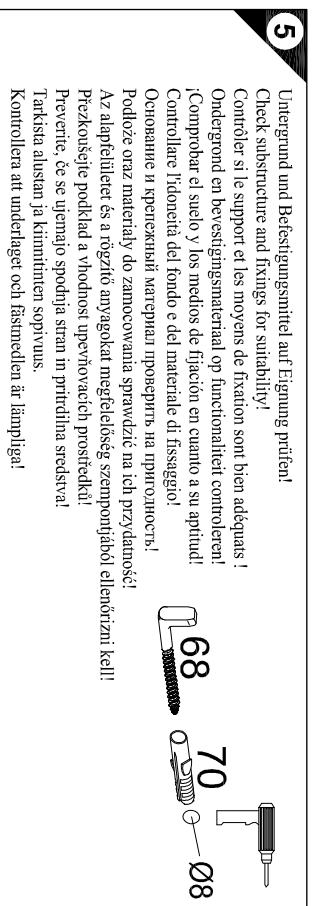 5
Untergrund und Befestigungsmittel auf Eignung prüfen!
Check substructure and fixings for suitability!
Contrôler si le support et les moyens de fixation sont bien adéquats !
Ondergrond en bevestigingsmateriaal op functionaliteit controleren!
¡Comprobar el suelo y los medios de fijación en cuanto a su aptitud!
Controllare l'idoneità del fondo e del materiale di fissaggio!
Основание и крепежный материал проверить на пригодность!
Podłoże oraz materiały do zamocowania sprawdzić na ich przydatność!
Az alapfelületet és a rögzítő anyagokat megfelelőség szempontjából ellenőrizni kell!
Přezkoušejte podklad a vhodnost upevňovacích prostředků!
Preverite, če se ujemajo spodnja stran in pritrdilna sredstva!
Tarkista alustan ja kiinnitinten sopivuus.
Kontrollera att underlaget och fästmedlen är lämpliga!
68
70
Ø8